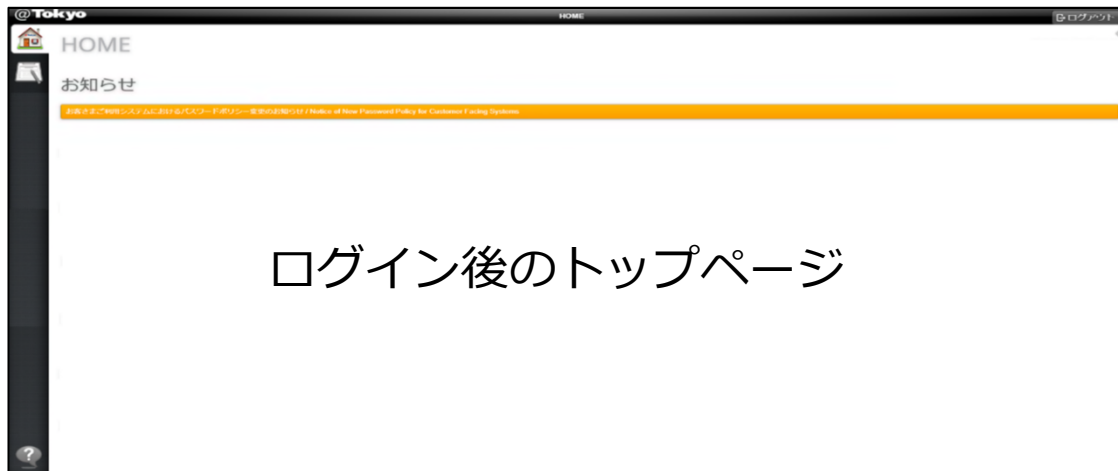 @Tokyo
HOME
ログアウト
HOME
お知らせ
お客さまご利用システムにおけるパスワードポリシー変更のお知らせ / Notice of New Password Policy for Customer Facing Systems
ログイン後のトップページ